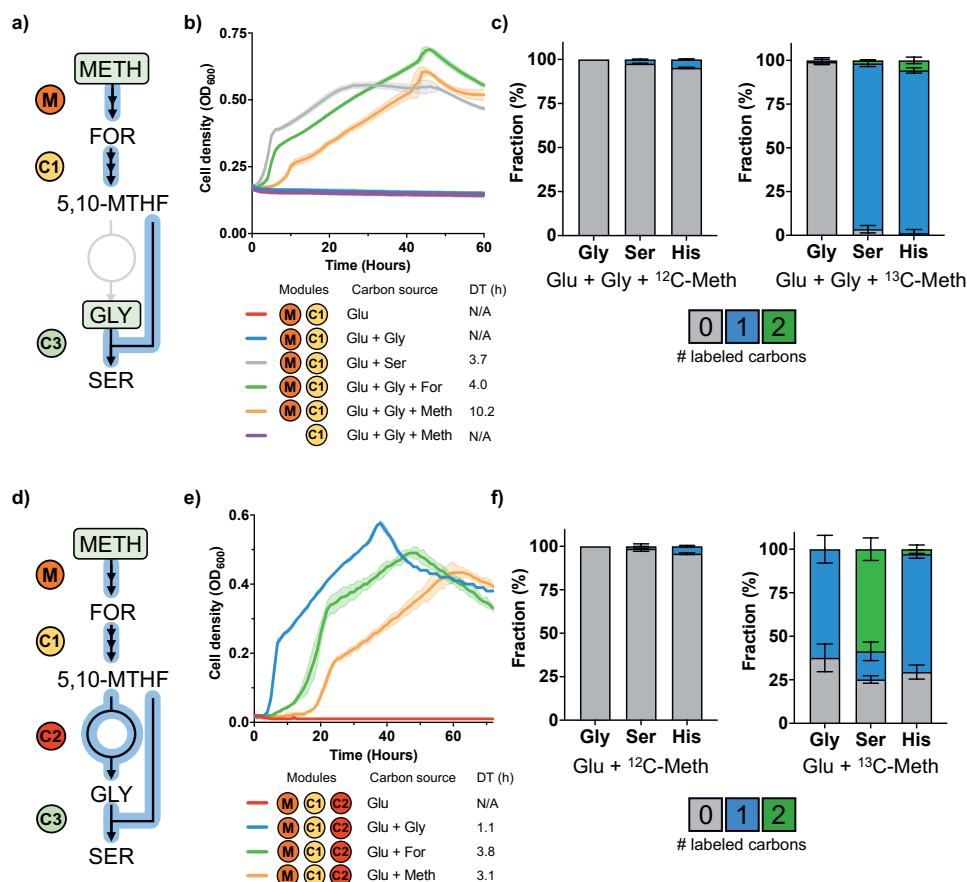 a)
METH
M
FOR
C1
5,10-MTHF
GLY
C3
SER
b)
Cell density (OD600)
0.75
0.50
0.25
0.00
0 20 40 60
Time (Hours)
Modules Carbon source DT (h)
M C1 Glu N/A
M C1 Glu + Gly N/A
M C1 Glu + Ser 3.7
M C1 Glu + Gly + For 4.0
M C1 Glu + Gly + Meth 10.2
C1 Glu + Gly + Meth N/A
c)
Fraction (%)
100
75
50
25
0
Gly Ser His
Glu + Gly + 12C-Meth
Fraction (%)
100
75
50
25
0
Gly Ser His
Glu + Gly + 13C-Meth
0 1 2
# labeled carbons
d)
METH
M
FOR
C1
5,10-MTHF
C2
GLY
C3
SER
e)
Cell density (OD600)
0.6
0.4
0.2
0.0
0 20 40 60
Time (Hours)
Modules Carbon source DT (h)
M C1 C2 Glu N/A
M C1 C2 Glu + Gly 1.1
M C1 C2 Glu + For 3.8
M C1 C2 Glu + Meth 3.1
f)
Fraction (%)
100
75
50
25
0
Gly Ser His
Glu + 12C-Meth
Fraction (%)
100
75
50
25
0
Gly Ser His
Glu + 13C-Meth
0 1 2
# labeled carbons